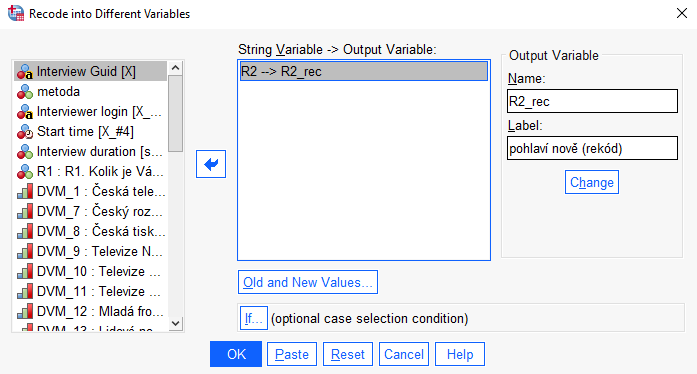 Recode into Different Variables
Interview Guid [X]
metoda
Interviewer login [X_...
Start time [X_#4]
Interview duration [s...
R1 : R1. Kolik je Vá...
DVM_1 : Česká tele...
DVM_7 : Český roz...
DVM_8 : Česká tisk...
DVM_9 : Televize N...
DVM_10 : Televize ...
DVM_11 : Televize ...
DVM_12 : Mladá fro...
String Variable -> Output Variable:
R2 --> R2_rec
Output Variable
Name:
R2_rec
Label:
pohlaví nově (rekód)
Change
Old and New Values...
If... (optional case selection condition)
OK Paste Reset Cancel Help